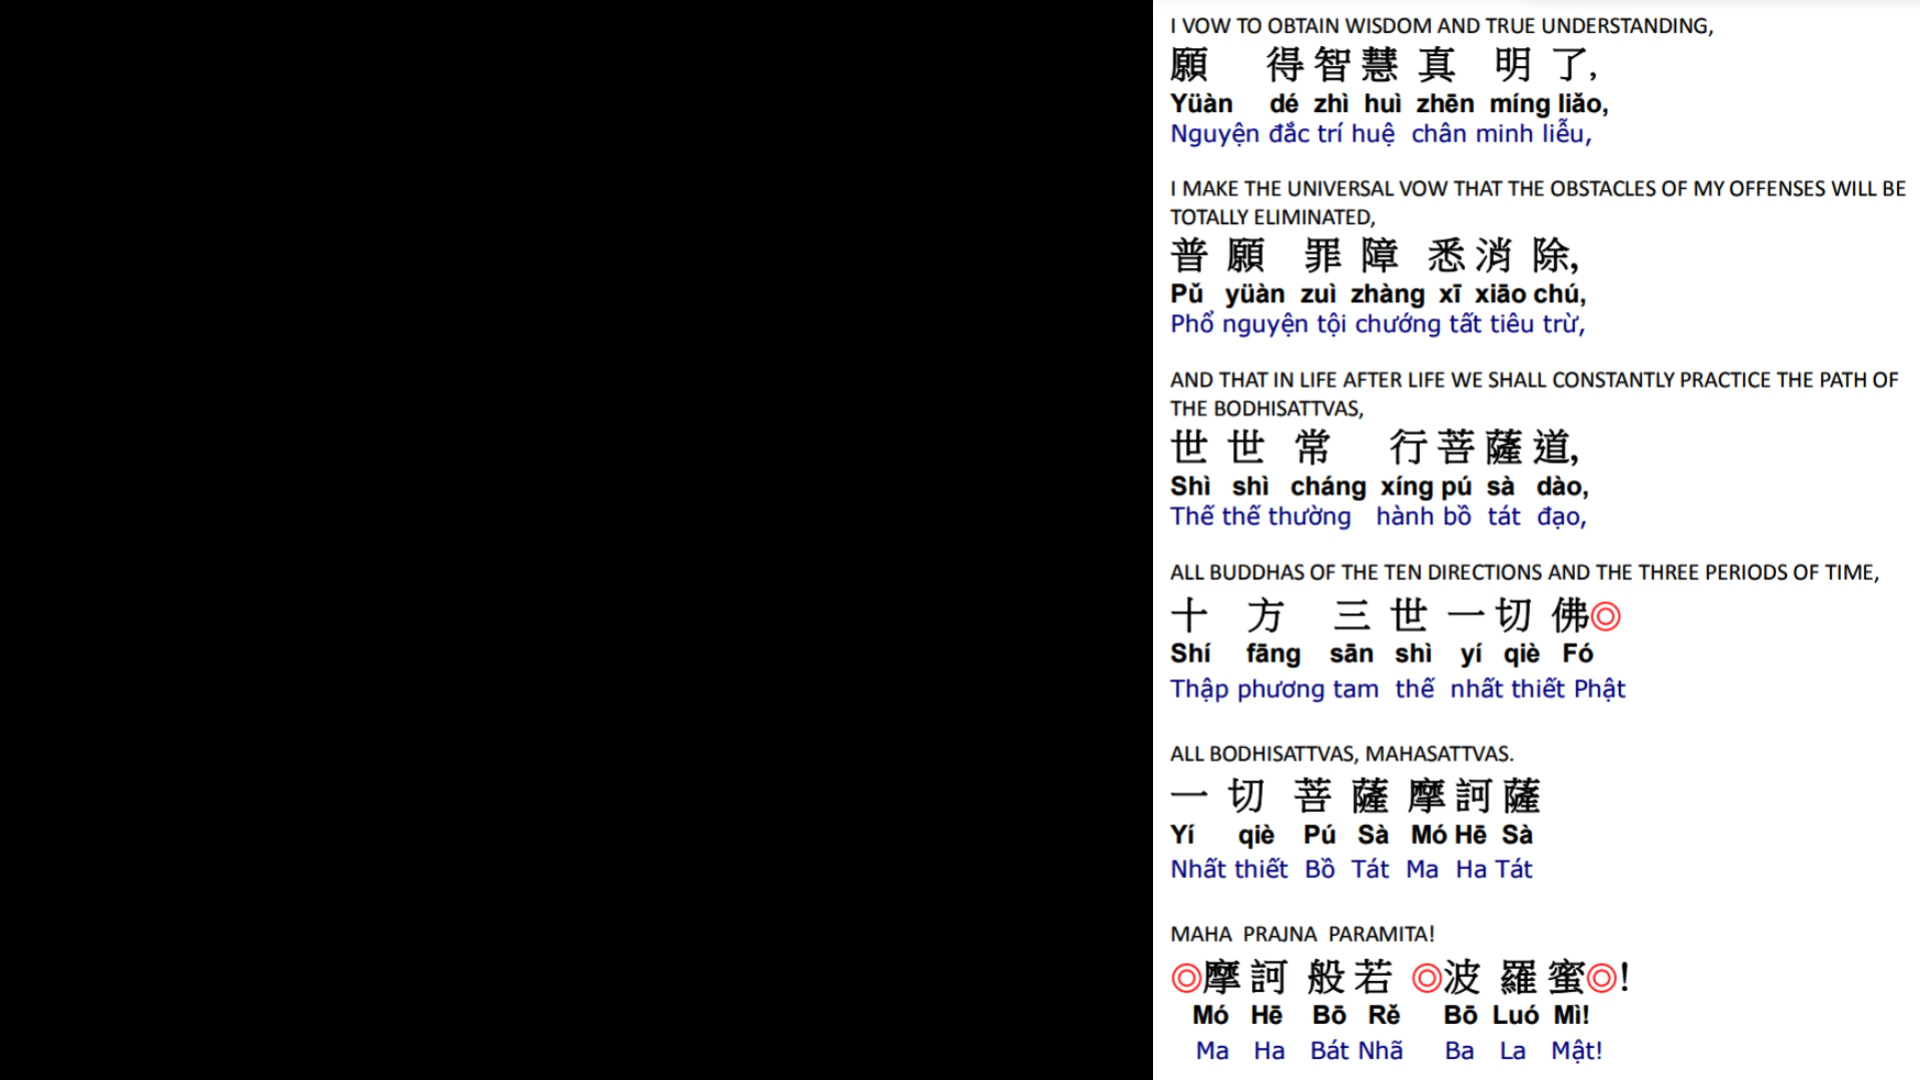 I VOW TO OBTAIN WISDOM AND TRUE UNDERSTANDING,
願 得智慧真 明了,
Yüàn dé zhì huì zhēn míng liǎo,
Nguyện đắc trí huệ chân minh liễu,
I MAKE THE UNIVERSAL VOW THAT THE OBSTACLES OF MY OFFENSES WILL BE
TOTALLY ELIMINATED,
普 願 罪 障 悉消 除,
Pǔ yüàn zuì zhàng xī xiāo chú,
Phổ nguyện tội chướng tất tiêu trừ,
AND THAT IN LIFE AFTER LIFE WE SHALL CONSTANTLY PRACTICE THE PATH OF
THE BODHISATTVAS,
世 世 常 行菩薩道,
Shì shì cháng xíng pú sà dào,
Thế thế thường hành bồ tát đạo,
ALL BUDDHAS OF THE TEN DIRECTIONS AND THE THREE PERIODS OF TIME,
十 方 三 世 一切 佛◎
Shí fāng sān shì yí qiè Fó
Thập phương tam thế nhất thiết Phật
ALL BODHISATTVAS, MAHASATTVAS.
一 切 菩 薩 摩訶薩
Yí qiè Pú Sà Mó Hē Sà
Nhất thiết Bồ Tát Ma Ha Tát
MAHA PRAJNA PARAMITA!
◎摩訶 般若 ◎波 羅 蜜◎!
Mó Hē Bō Rě Bō Luó Mì!
Ma Ha Bát Nhã Ba La Mật!